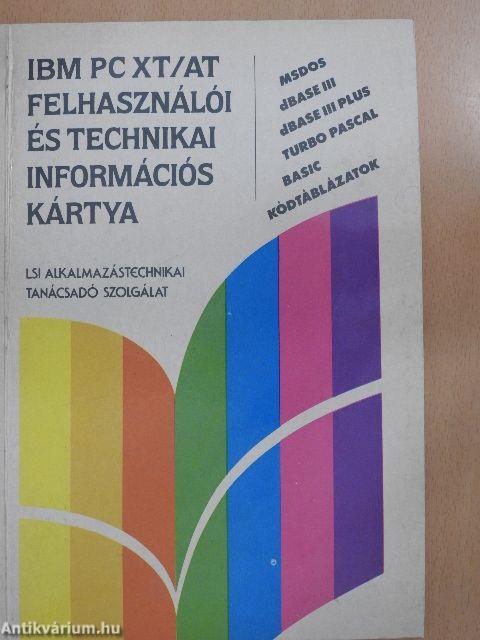 IBM PC XT/AT
FELHASZNÁLÓI
ÉS TECHNIKAI
INFORMÁCIÓS
KÁRTYA
MSDOS
dBASE III
dBASE III PLUS
TURBO PASCAL
BASIC
KÓDTÁBLÁZATOK
LSI ALKALMAZÁSTECHNIKAI
TANÁCSADÓ SZOLGÁLAT
Antikvárium.hu